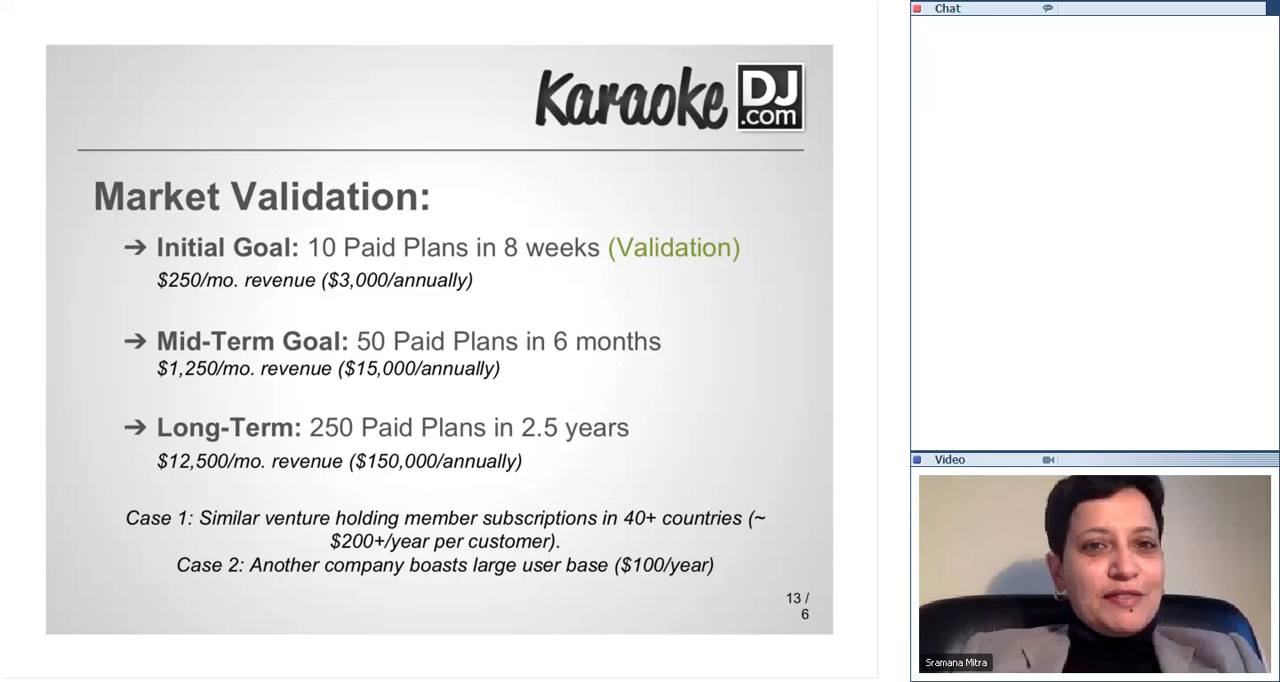 Karaoke DJ
.com
Market Validation:
➔ Initial Goal: 10 Paid Plans in 8 weeks (Validation)
$250/mo. revenue ($3,000/annually)
➔ Mid-Term Goal: 50 Paid Plans in 6 months
$1,250/mo. revenue ($15,000/annually)
➔ Long-Term: 250 Paid Plans in 2.5 years
$12,500/mo. revenue ($150,000/annually)
Case 1: Similar venture holding member subscriptions in 40+ countries (~
$200+/year per customer).
Case 2: Another company boasts large user base ($100/year)
13 /
6
Chat
Video
Sramana Mitra